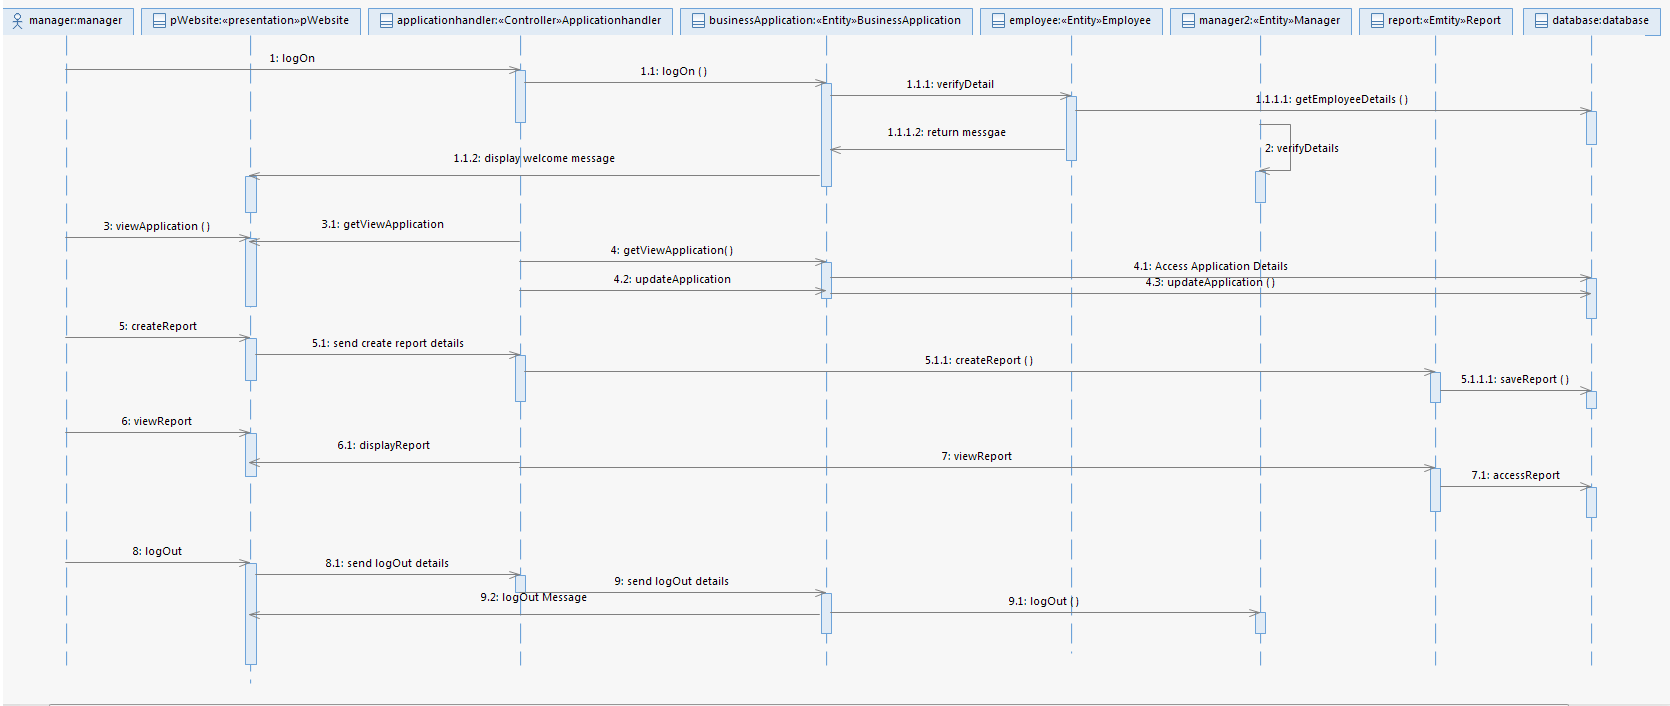 manager:manager
pWebsite:«presentation»pWebsite
applicationhandler:«Controller»Applicationhandler
businessApplication:«Entity»BusinessApplication
employee:«Entity»Employee
manager2:«Entity»Manager
report:«Entity»Report
database:database
1: logOn
1.1: logOn ( )
1.1.1: verifyDetail
1.1.1.1: getEmployeeDetails ( )
1.1.1.2: return messgae
2: verifyDetails
1.1.2: display welcome message
3: viewApplication ( )
3.1: getViewApplication
4: getViewApplication( )
4.1: Access Application Details
4.2: updateApplication
4.3: updateApplication ( )
5: createReport
5.1: send create report details
5.1.1: createReport ( )
5.1.1.1: saveReport ( )
6: viewReport
6.1: displayReport
7: viewReport
7.1: accessReport
8: logOut
8.1: send logOut details
9: send logOut details
9.2: logOut Message
9.1: logOut ( )